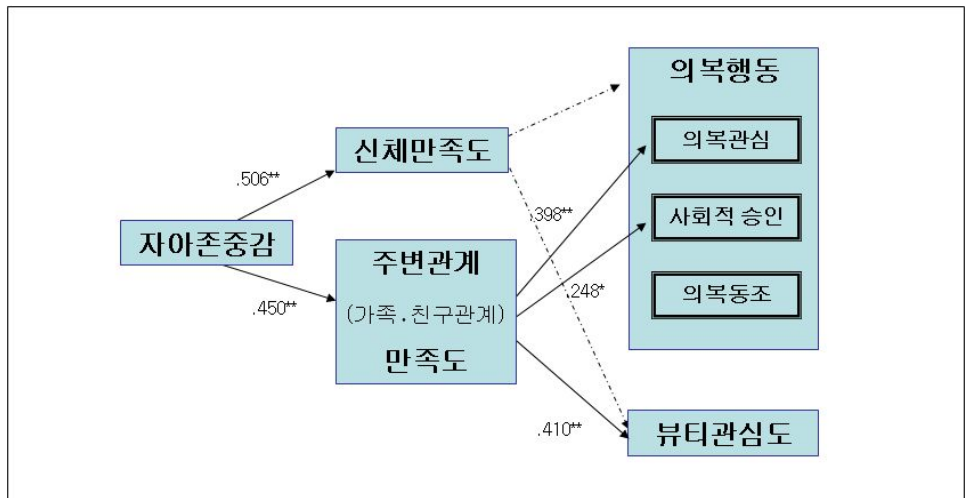 의복행동
의복관심
신체만족도
.506**
.398**
사회적 승인
자아존중감
주변관계
(가족.친구관계)
만족도
.450**
.248*
의복동조
.410**
뷰티관심도